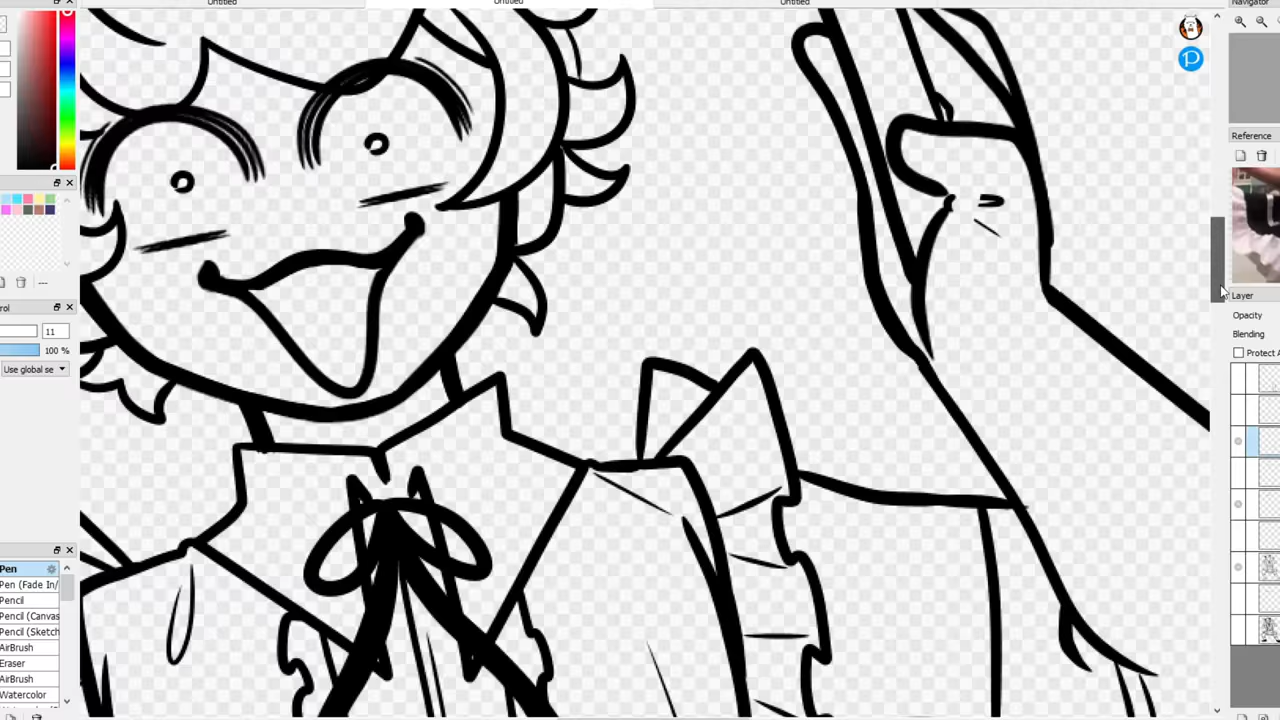 Untitled
Untitled
Untitled
Navigator
Reference
rol
11
100 %
Use global se
Layer
Opacity
Blending
Protect A
Pen
Pen (Fade In/
Pencil
Pencil (Canvas
Pencil (Sketch
AirBrush
Eraser
AirBrush
Watercolor